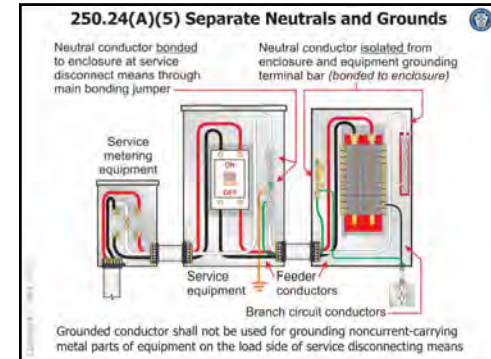 250.24(A)(5) Separate Neutrals and Grounds
Neutral conductor bonded
to enclosure at service
disconnect means through
main bonding jumper
Neutral conductor isolated from
enclosure and equipment grounding
terminal bar (bonded to enclosure)
Service
metering
equipment
ON
OFF
Service
equipment
Feeder
conductors
Branch circuit conductors
Grounded conductor shall not be used for grounding noncurrent-carrying
metal parts of equipment on the load side of service disconnecting means